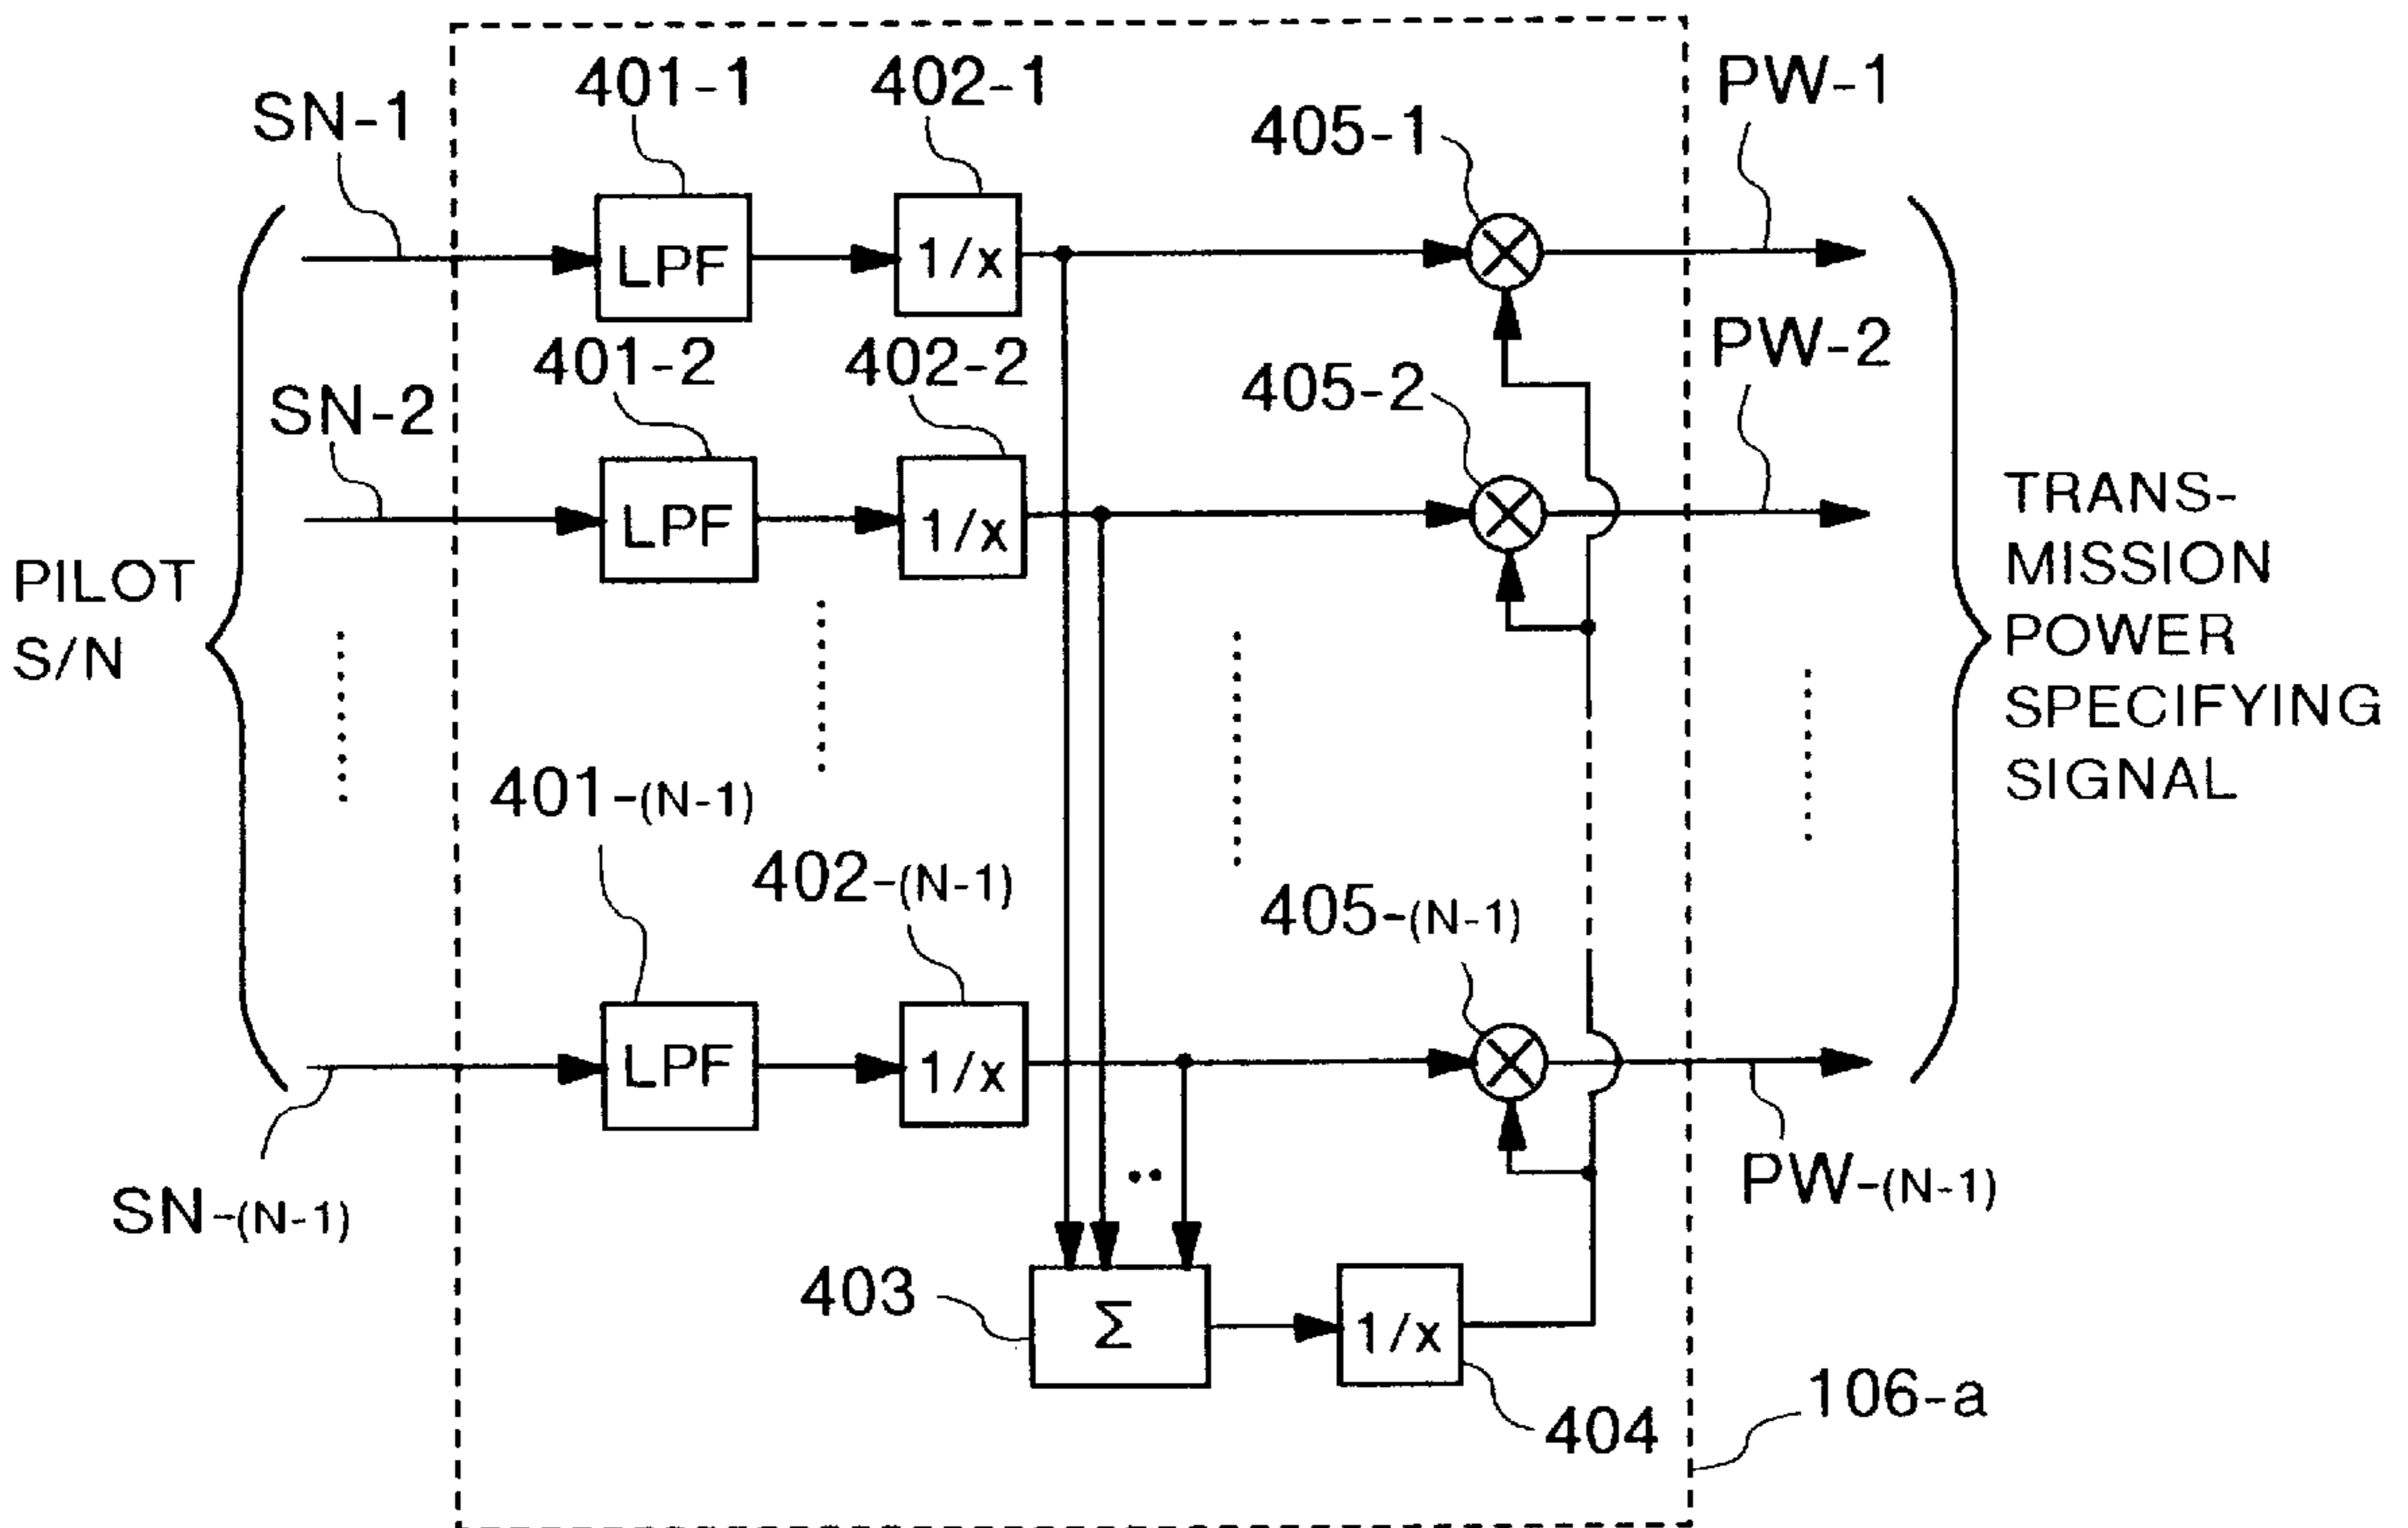 401-1
402-1
PW-1
SN-1
405-1
LPF
1/x
401-2
402-2
PW-2
SN-2
405-2
LPF
1/x
PILOT
S/N
TRANS-
MISSION
POWER
SPECIFYING
SIGNAL
401-(N-1)
402-(N-1)
405-(N-1)
LPF
1/x
SN-(N-1)
PW-(N-1)
403
Σ
1/x
404
106-a